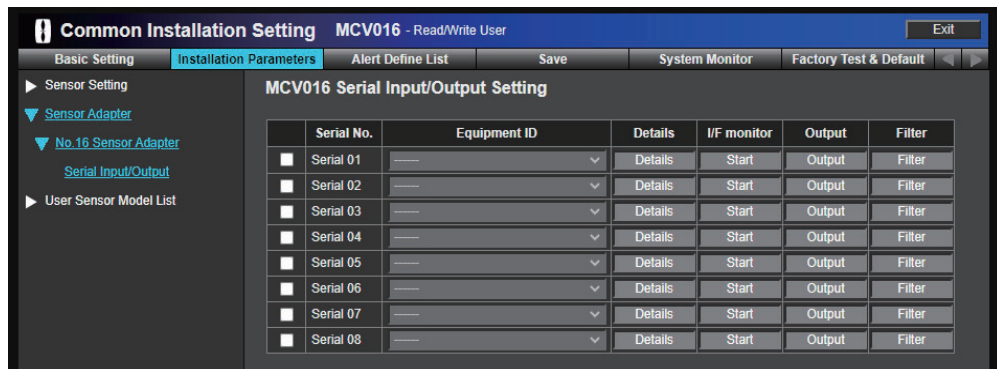 Common Installation Setting MCV016 - Read/Write User Exit
Basic Setting Installation Parameters Alert Define List Save System Monitor Factory Test & Default
Sensor Setting
Sensor Adapter
No.16 Sensor Adapter
Serial Input/Output
User Sensor Model List
MCV016 Serial Input/Output Setting
Serial No. Equipment ID Details I/F monitor Output Filter
Serial 01 ------ Details Start Output Filter
Serial 02 ------ Details Start Output Filter
Serial 03 ------ Details Start Output Filter
Serial 04 ------ Details Start Output Filter
Serial 05 ------ Details Start Output Filter
Serial 06 ------ Details Start Output Filter
Serial 07 ------ Details Start Output Filter
Serial 08 ------ Details Start Output Filter